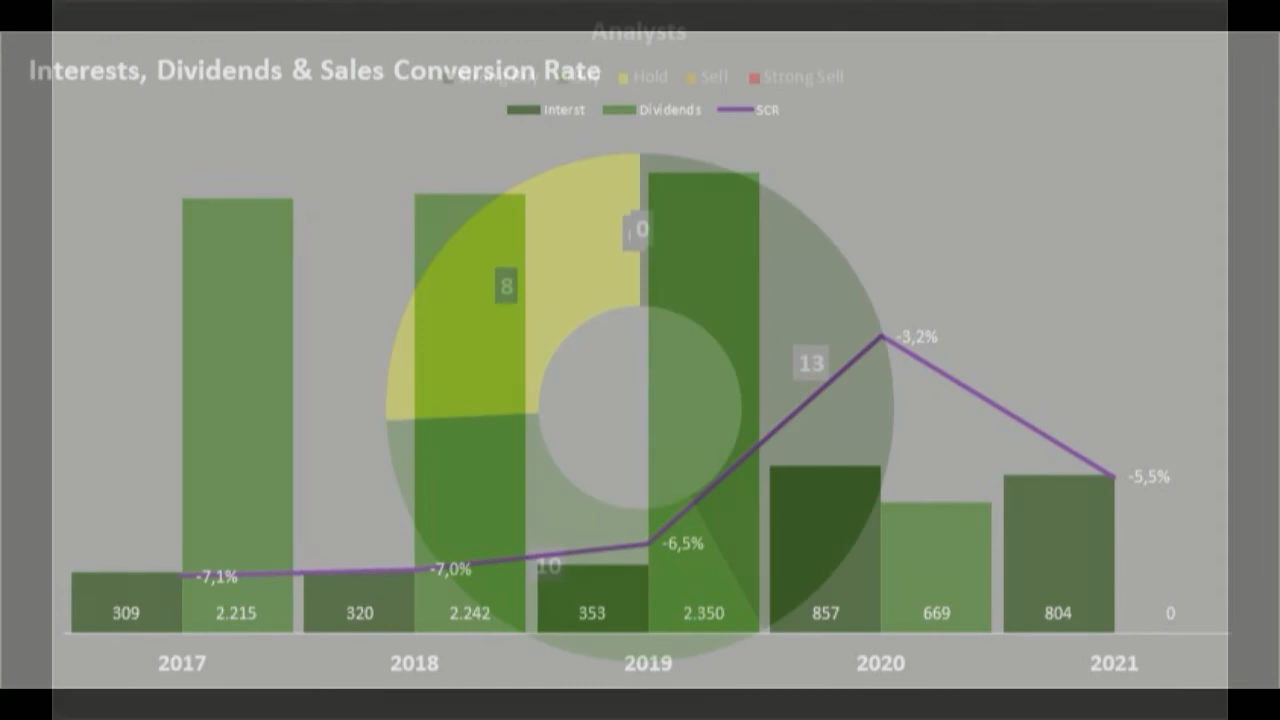 Analysts
Interests, Dividends & Sales Conversion Rate
Hold Sell Strong Sell
Interst Dividends SCR
0
8
13
-3,2%
-5,5%
-6,5%
10
-7,1%
-7,0%
309 2.215 320 2.242 353 2.350 857 669 804 0
2017 2018 2019 2020 2021